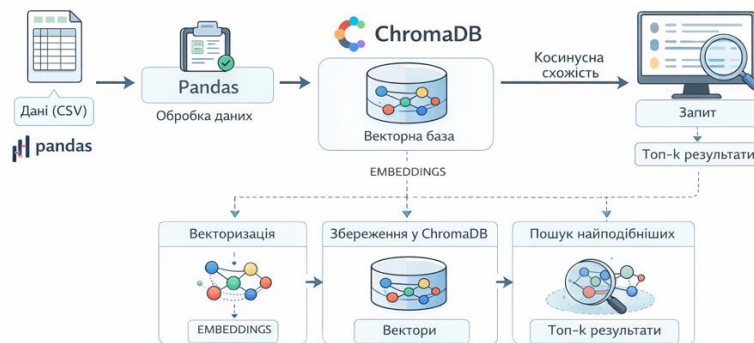 ChromaDB
Дані (CSV)
pandas
Pandas
Обробка даних
Векторна база
Косинусна
схожість
Запит
Топ-k результати
EMBEDDINGS
Векторизація
EMBEDDINGS
Збереження у ChromaDB
Вектори
Пошук найподібніших
Топ-k результати